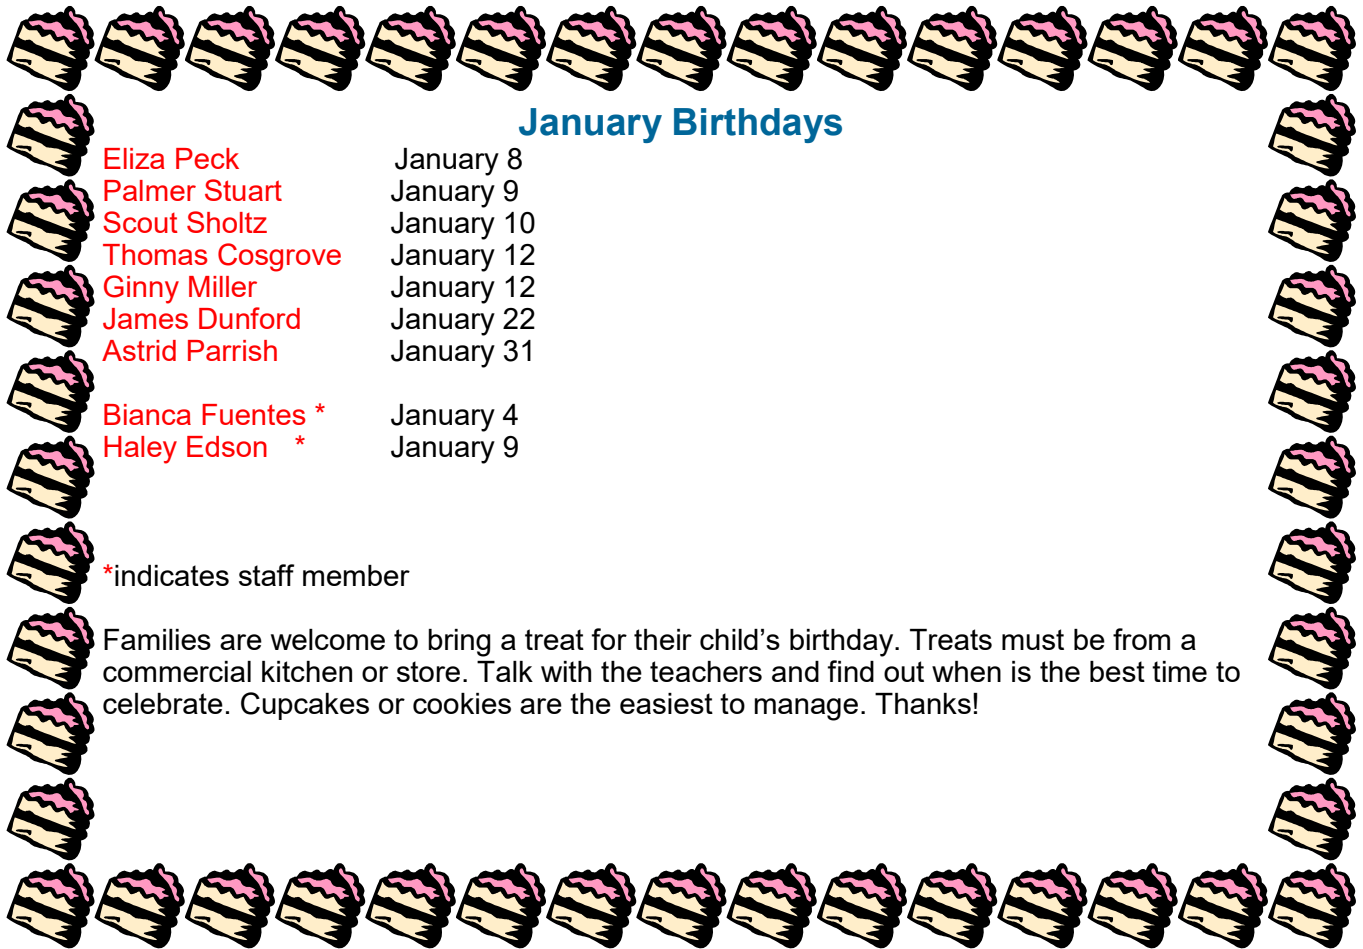 January Birthdays
Eliza Peck January 8
Palmer Stuart January 9
Scout Sholtz January 10
Thomas Cosgrove January 12
Ginny Miller January 12
James Dunford January 22
Astrid Parrish January 31
Bianca Fuentes * January 4
Haley Edson * January 9
*indicates staff member
Families are welcome to bring a treat for their child’s birthday. Treats must be from a
commercial kitchen or store. Talk with the teachers and find out when is the best time to
celebrate. Cupcakes or cookies are the easiest to manage. Thanks!